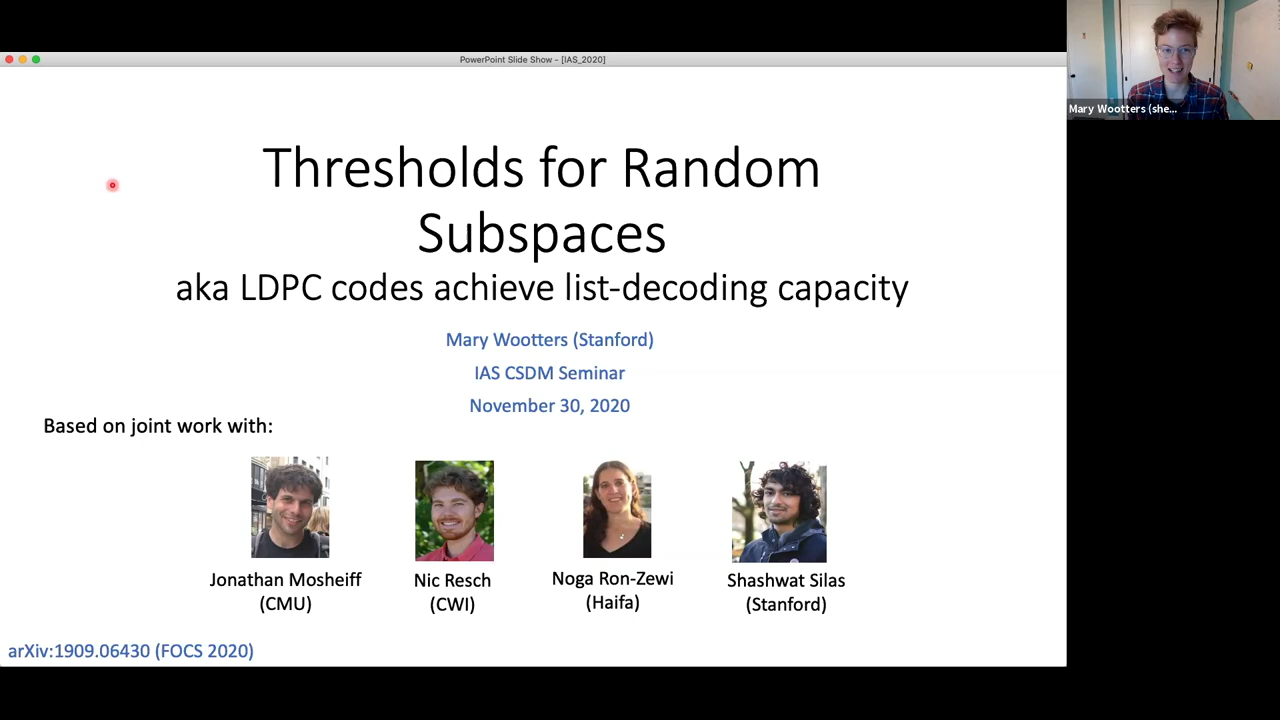 PowerPoint Slide Show - [IAS_2020]
Mary Wootters (she...
Thresholds for Random
Subspaces
aka LDPC codes achieve list-decoding capacity
Mary Wootters (Stanford)
IAS CSDM Seminar
November 30, 2020
Based on joint work with:
Jonathan Mosheiff
(CMU)
Nic Resch
(CWI)
Noga Ron-Zewi
(Haifa)
Shashwat Silas
(Stanford)
arXiv:1909.06430 (FOCS 2020)